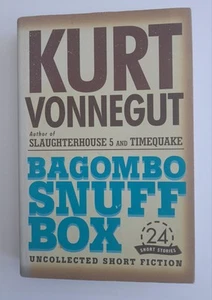 KURT
VONNEGUT
Author of
SLAUGHTERHOUSE 5 AND TIMEQUAKE
BAGOMBO
SNUFF
BOX
24
SHORT STORIES
UNCOLLECTED SHORT FICTION